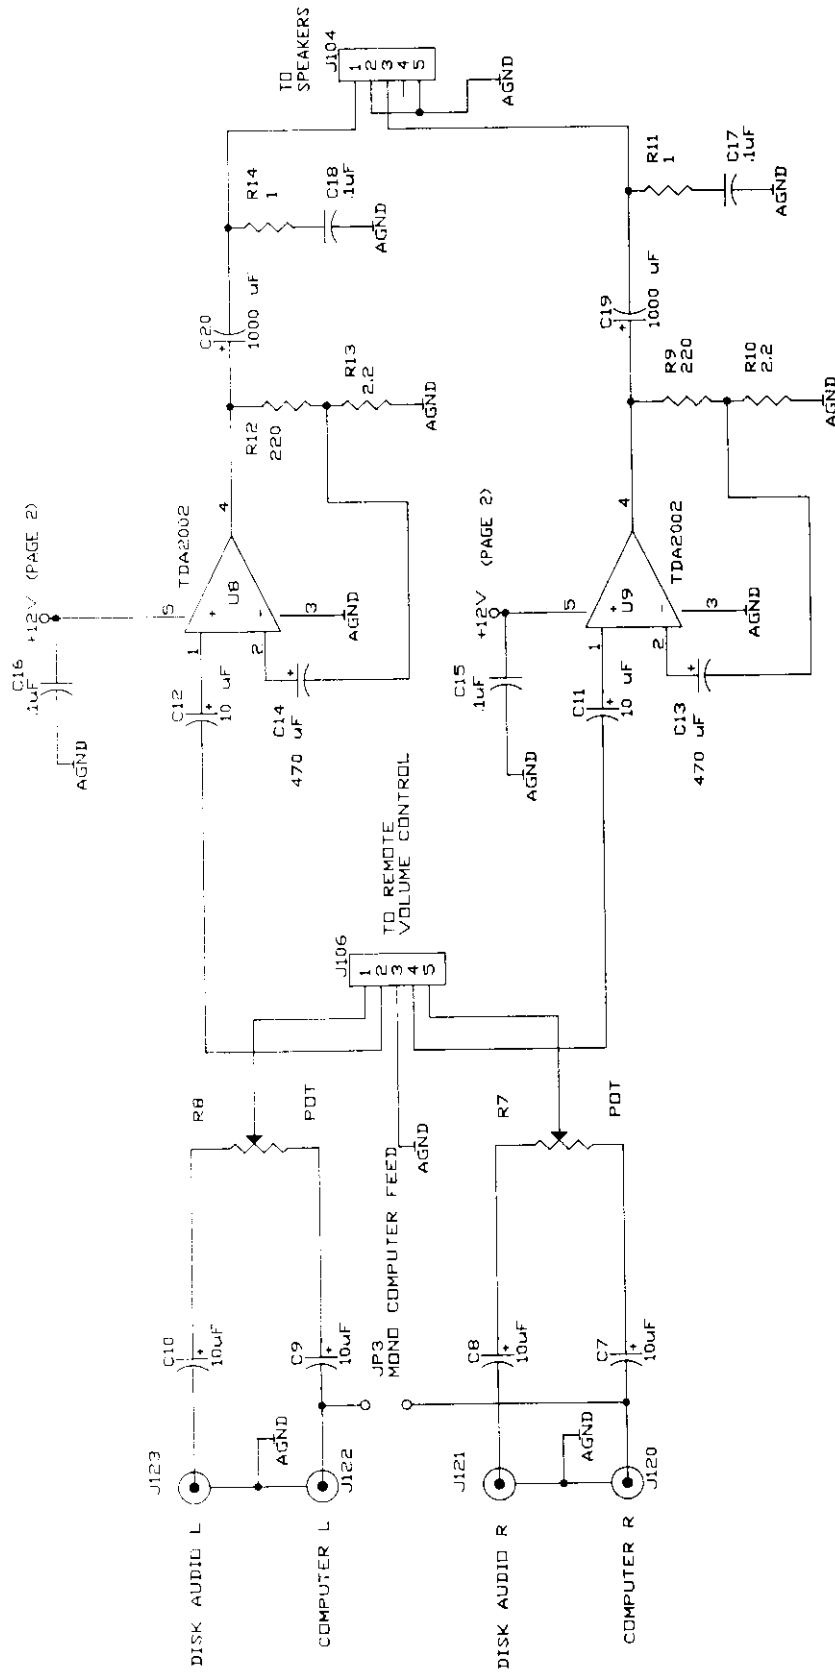 DISK AUDIO L
J123
C10
10uF
+
R8
POT
COMPUTER L
J122
AGND
C9
10uF
+
JP3
MONO COMPUTER FEED
AGND
DISK AUDIO R
J121
C8
10uF
+
R7
POT
COMPUTER R
J120
AGND
C7
10uF
+
J106
1
2
3
4
5
TO REMOTE
VOLUME CONTROL
C16
.1uF
AGND
+12V (PAGE 2)
C12
10 uF
+
C14
470 uF
+
1
2
5
+
-
U8
3
4
TDA2002
AGND
R12
220
R13
2.2
AGND
C20
+
1000 uF
R14
1
C18
.1uF
AGND
TO
SPEAKERS
J104
1
2
3
4
5
AGND
C15
.1uF
AGND
+12V (PAGE 2)
C11
10 uF
+
C13
470 uF
+
1
2
5
+
-
U9
3
4
TDA2002
AGND
R9
220
R10
2.2
AGND
C19
+
1000 uF
R11
1
C17
.1uF
AGND